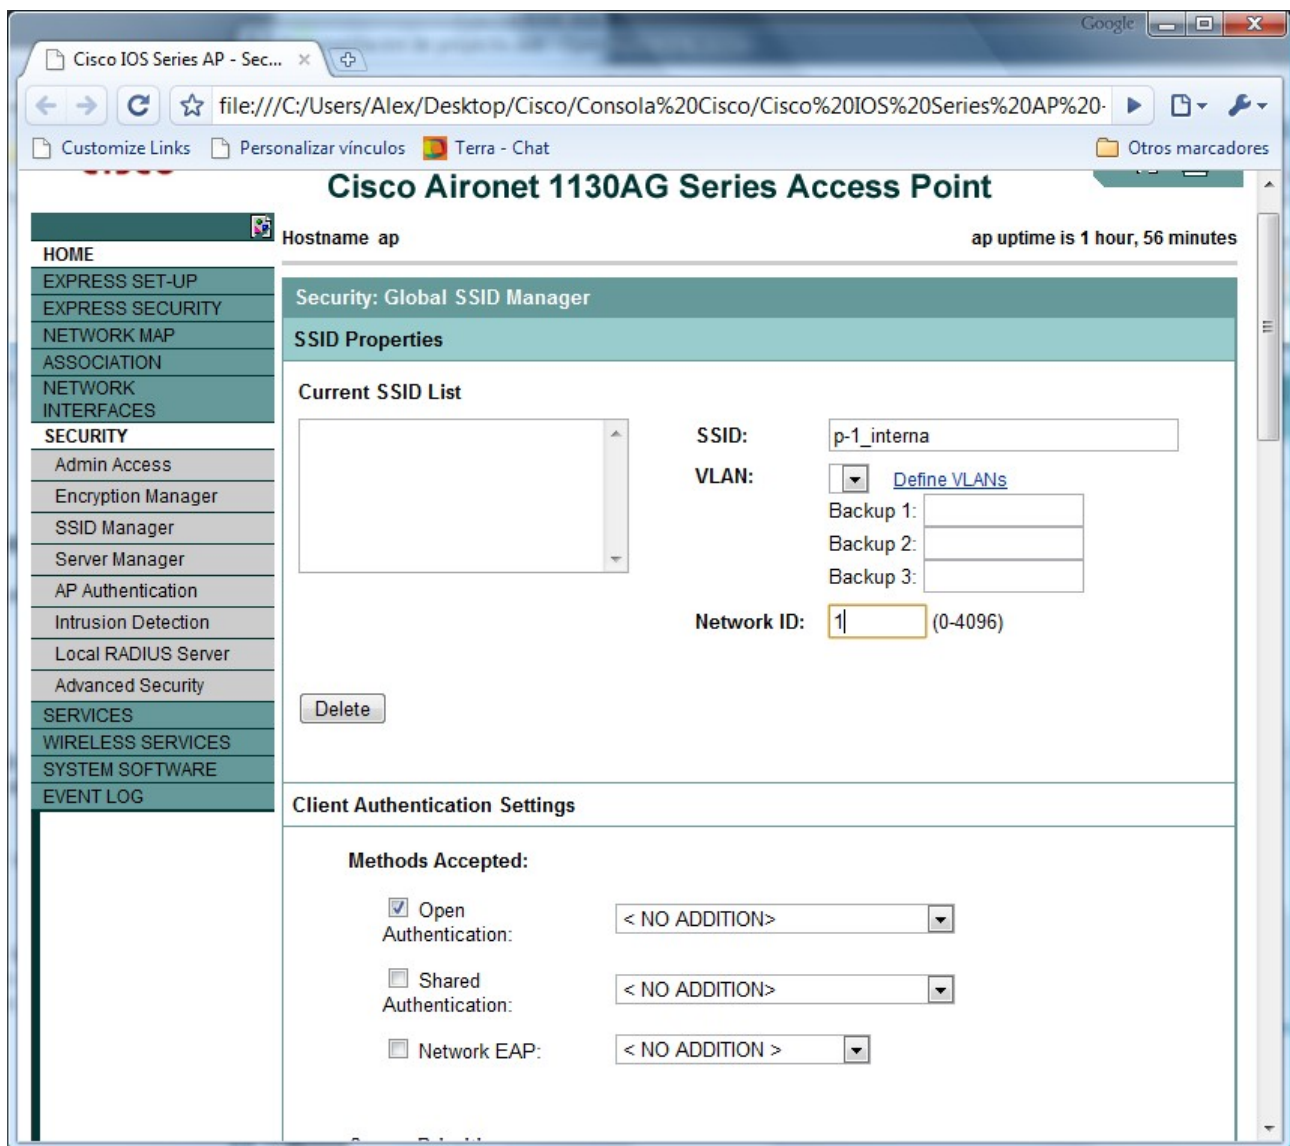 Google
Cisco IOS Series AP - Sec...
file:///C:/Users/Alex/Desktop/Cisco/Consola%20Cisco/Cisco%20IOS%20Series%20AP%20-
Customize Links Personalizar vínculos Terra - Chat Otros marcadores
Cisco Aironet 1130AG Series Access Point
Hostname ap
ap uptime is 1 hour, 56 minutes
HOME
EXPRESS SET-UP
EXPRESS SECURITY
NETWORK MAP
ASSOCIATION
NETWORK
INTERFACES
SECURITY
Admin Access
Encryption Manager
SSID Manager
Server Manager
AP Authentication
Intrusion Detection
Local RADIUS Server
Advanced Security
SERVICES
WIRELESS SERVICES
SYSTEM SOFTWARE
EVENT LOG
Security: Global SSID Manager
SSID Properties
Current SSID List
SSID: p-1_interna
VLAN: Define VLANs
Backup 1:
Backup 2:
Backup 3:
Network ID: 1 (0-4096)
Delete
Client Authentication Settings
Methods Accepted:
Open
Authentication:
< NO ADDITION>
Shared
Authentication:
< NO ADDITION>
Network EAP: < NO ADDITION >